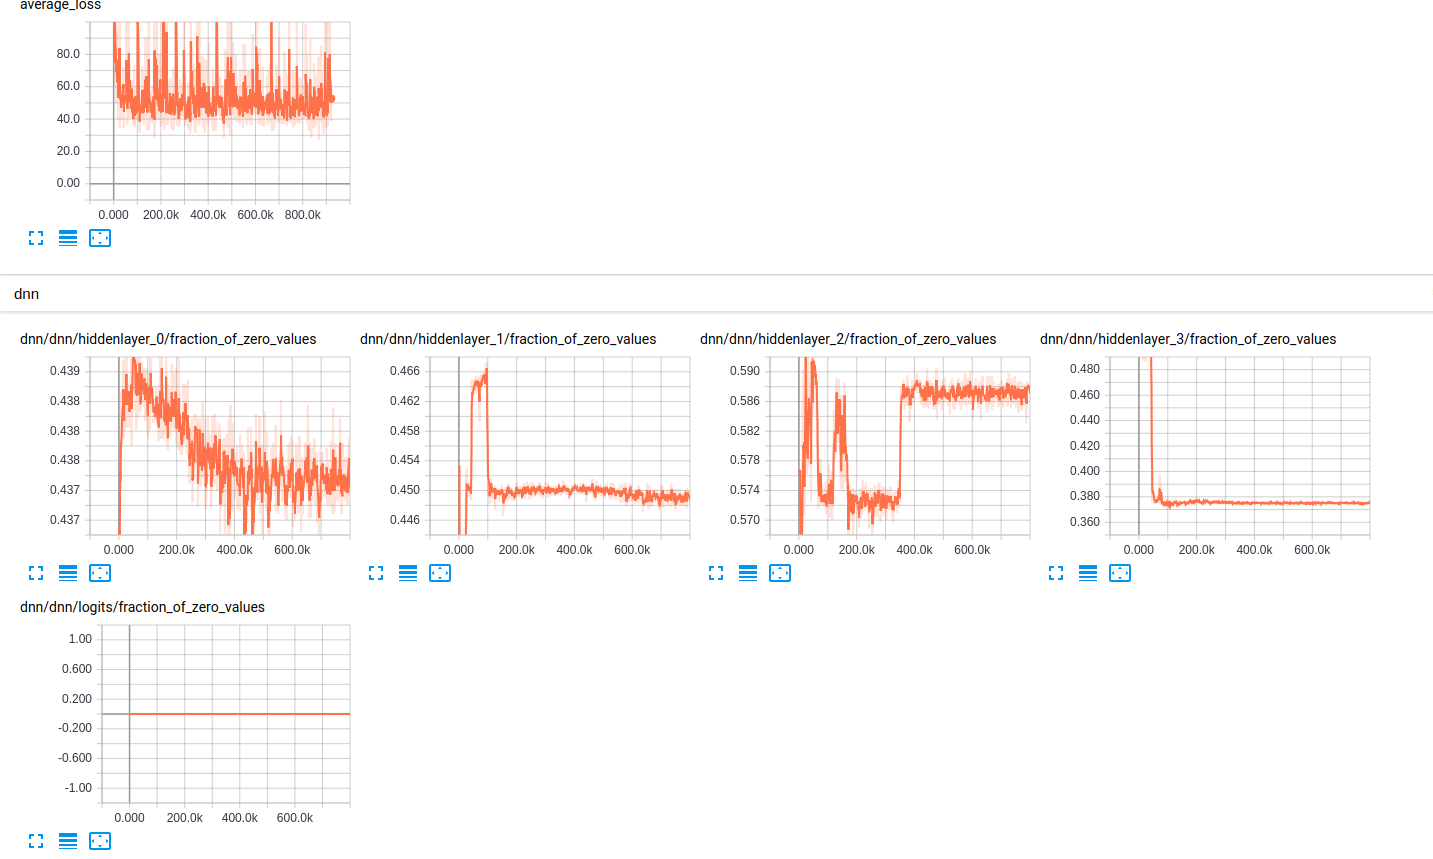 average_loss
80.0
60.0
40.0
20.0
0.00
0.000 200.0k 400.0k 600.0k 800.0k
dnn
dnn/dnn/hiddenlayer_0/fraction_of_zero_values
0.439
0.438
0.438
0.438
0.437
0.437
0.000 200.0k 400.0k 600.0k
dnn/dnn/hiddenlayer_1/fraction_of_zero_values
0.466
0.462
0.458
0.454
0.450
0.446
0.000 200.0k 400.0k 600.0k
dnn/dnn/hiddenlayer_2/fraction_of_zero_values
0.590
0.586
0.582
0.578
0.574
0.570
0.000 200.0k 400.0k 600.0k
dnn/dnn/hiddenlayer_3/fraction_of_zero_values
0.480
0.460
0.440
0.420
0.400
0.380
0.360
0.000 200.0k 400.0k 600.0k
dnn/dnn/logits/fraction_of_zero_values
1.00
0.600
0.200
-0.200
-0.600
-1.00
0.000 200.0k 400.0k 600.0k